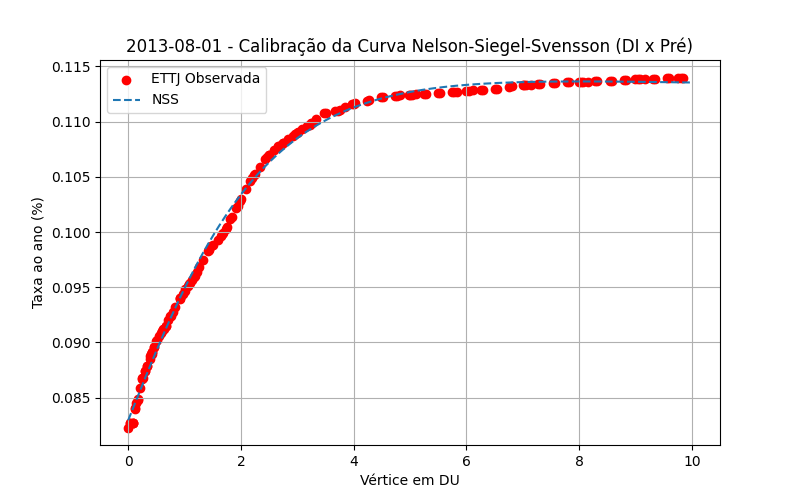 2013-08-01 - Calibração da Curva Nelson-Siegel-Svensson (DI x Pré)
ETTJ Observada
NSS
Taxa ao ano (%)
0.115
0.110
0.105
0.100
0.095
0.090
0.085
0 2 4 6 8 10
Vértice em DU